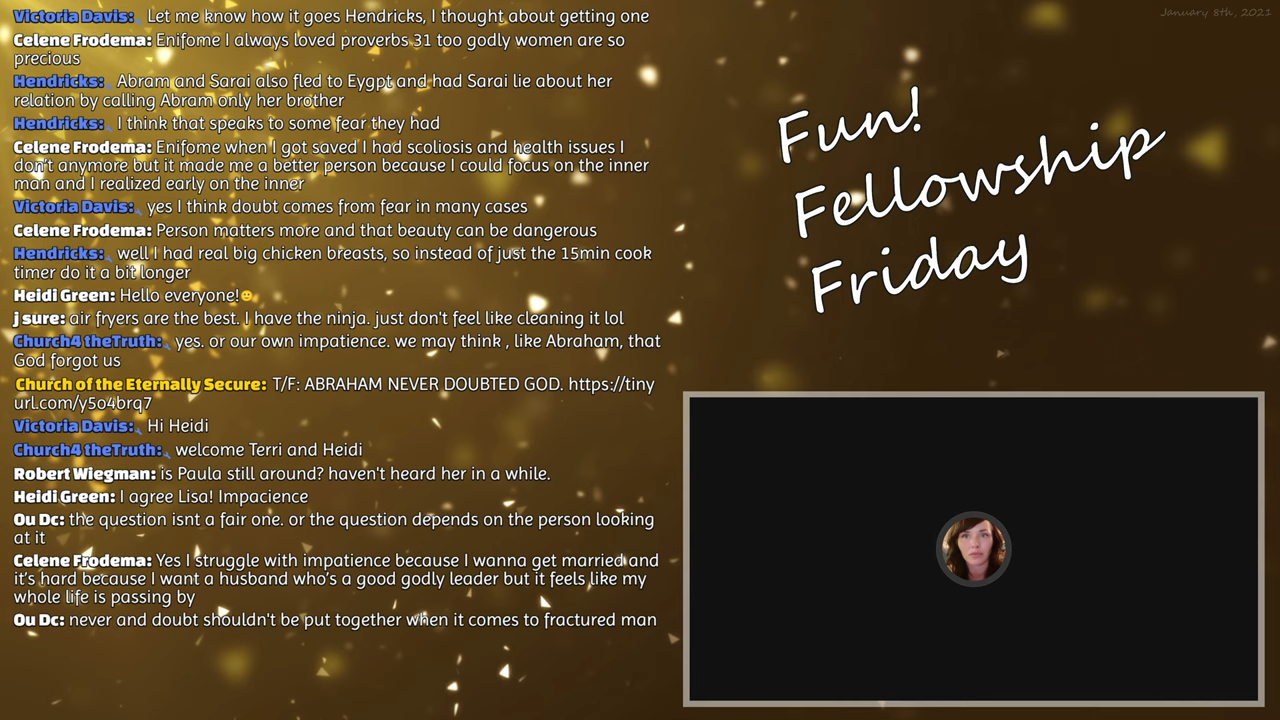 Victoria Davis: Let me know how it goes Hendricks, I thought about getting one
Celene Frodema: Enifome I always loved proverbs 31 too godly women are so
precious
Hendricks: Abram and Sarai also fled to Eygpt and had Sarai lie about her
relation by calling Abram only her brother
Hendricks: I think that speaks to some fear they had
Celene Frodema: Enifome when I got saved I had scoliosis and health issues I
don't anymore but it made me a better person because I could focus on the inner
man and I realized early on the inner
Victoria Davis: yes I think doubt comes from fear in many cases
Celene Frodema: Person matters more and that beauty can be dangerous
Hendricks: well I had real big chicken breasts, so instead of just the 15min cook
timer do it a bit longer
Heidi Green: Hello everyone!
j sure: air fryers are the best. I have the ninja. just don't feel like cleaning it lol
Church4 theTruth: yes. or our own impatience. we may think , like Abraham, that
God forgot us
Church of the Eternally Secure: T/F: ABRAHAM NEVER DOUBTED GOD. https://tiny
url.com/y5o4brq7
Victoria Davis: Hi Heidi
Church4 theTruth: welcome Terri and Heidi
Robert Wiegman: is Paula still around? haven't heard her in a while.
Heidi Green: I agree Lisa! Impacience
Ou Dc: the question isnt a fair one. or the question depends on the person looking
at it
Celene Frodema: Yes I struggle with impatience because I wanna get married and
it's hard because I want a husband who's a good godly leader but it feels like my
whole life is passing by
Ou Dc: never and doubt shouldn't be put together when it comes to fractured man
January 8th, 2021
Fun!
Fellowship
Friday